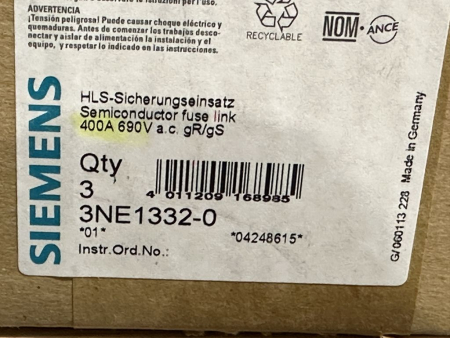 ADVERTENCIA
¡Tensión peligrosa! Puede causar choque eléctrico y
quemaduras. Antes de comenzar los trabajos desco-
nectar y aislar de alimentación la instalación y el
equipo, y respetar lo indicado en las instrucciones.
RECYCLABLE
NOM-ANCE
SIEMENS
HLS-Sicherungseinsatz
Semiconductor fuse link
400A 690V a.c. gR/gS
Qty
3
4 011209 168985
3NE1332-0
*01*
*04248615*
Instr.Ord.No.:
G/060113 228 Made in Germany